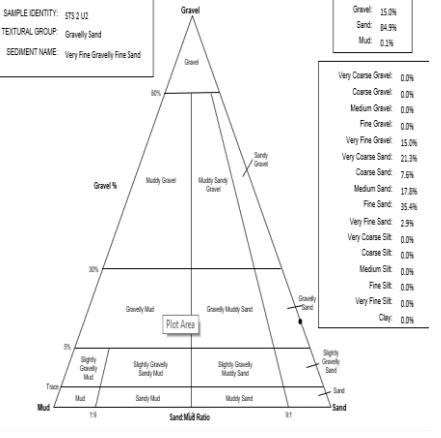 SAMPLE IDENTITY: STS 2 U2
TEXTURAL GROUP: Gravelly Sand
SEDIMENT NAME: Very Fine Gravelly Fine Sand
Gravel: 15.0%
Sand: 84.9%
Mud: 0.1%
Very Coarse Gravel: 0.0%
Coarse Gravel: 0.0%
Medium Gravel: 0.0%
Fine Gravel: 0.0%
Very Fine Gravel: 15.0%
Very Coarse Sand: 21.3%
Coarse Sand: 7.6%
Medium Sand: 17.8%
Fine Sand: 35.4%
Very Fine Sand: 2.9%
Very Coarse Silt: 0.0%
Coarse Silt: 0.0%
Medium Silt: 0.0%
Fine Silt: 0.0%
Very Fine Silt: 0.0%
Clay: 0.0%
Gravel
Gravel
80%
Sandy
Gravel
Gravel %
Muddy Gravel
Muddy Sandy
Gravel
30%
Gravelly
Sand
Gravelly Mud
Gravelly Muddy Sand
Plot Area
5%
Slightly
Gravelly
Mud
Slightly Gravelly
Sandy Mud
Slightly Gravelly
Muddy Sand
Slightly
Gravelly
Sand
Trace
Mud
Sandy Mud
Muddy Sand
Sand
Mud
Sand
1:9
Sand:Mud Ratio
9:1